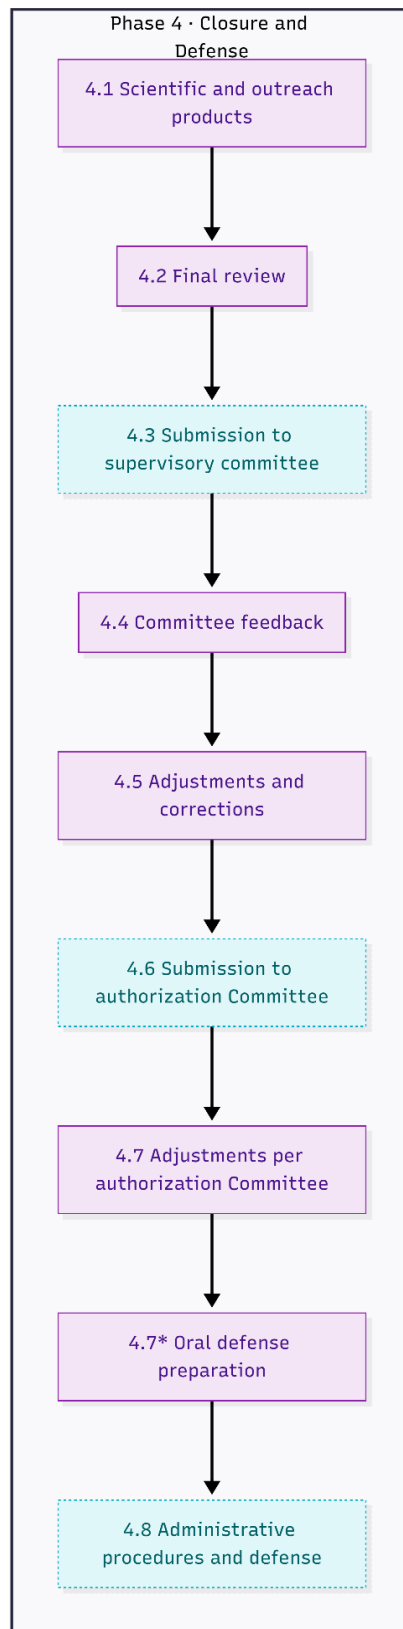 Phase 4 · Closure and
Defense
4.1 Scientific and outreach
products
4.2 Final review
4.3 Submission to
supervisory committee
4.4 Committee feedback
4.5 Adjustments and
corrections
4.6 Submission to
authorization Committee
4.7 Adjustments per
authorization Committee
4.7* Oral defense
preparation
4.8 Administrative
procedures and defense